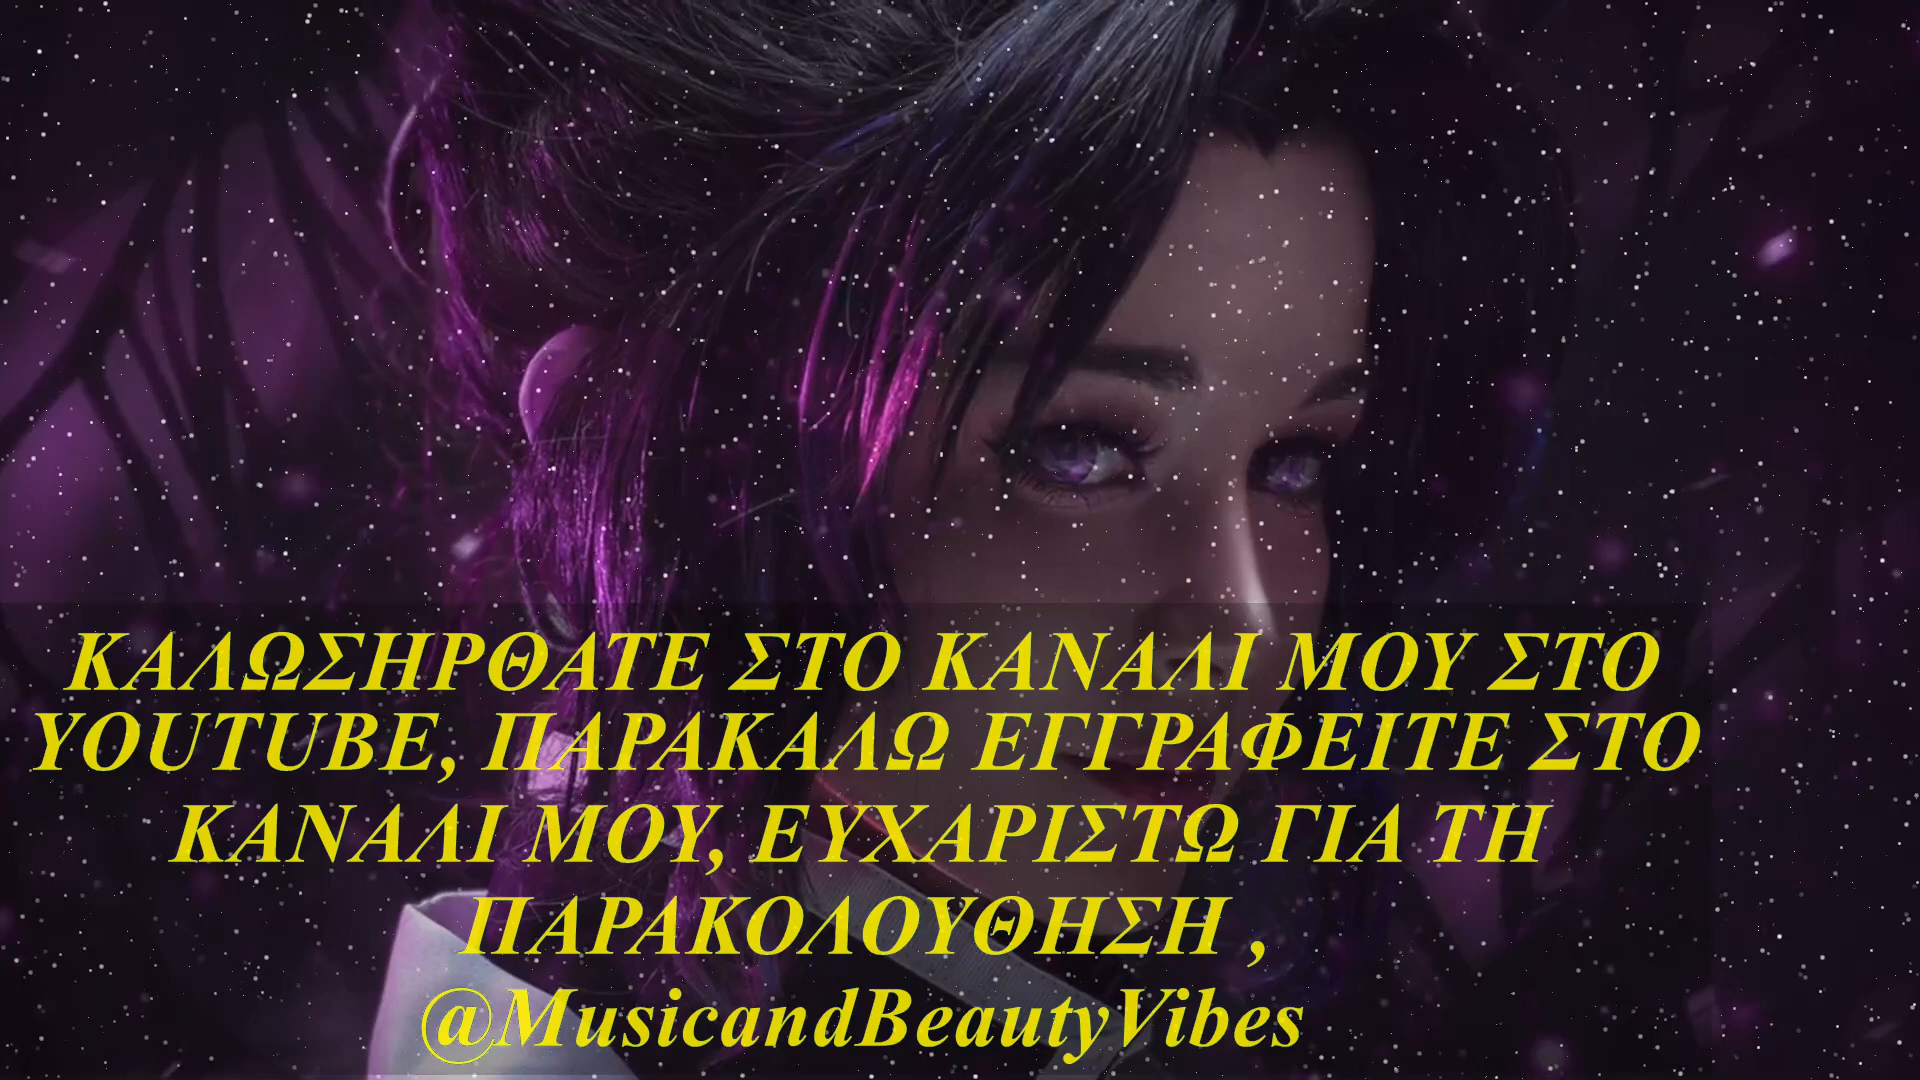 ΚΑΛΩΣΗΡΘΑΤΕ ΣΤΟ ΚΑΝΑΛΙ ΜΟΥ ΣΤΟ
YOUTUBE, ΠΑΡΑΚΑΛΩ ΕΓΓΡΑΦΕΙΤΕ ΣΤΟ
ΚΑΝΑΛΙ ΜΟΥ, ΕΥΧΑΡΙΣΤΩ ΓΙΑ ΤΗ
ΠΑΡΑΚΟΛΟΥΘΗΣΗ ,
@MusicandBeautyVibes